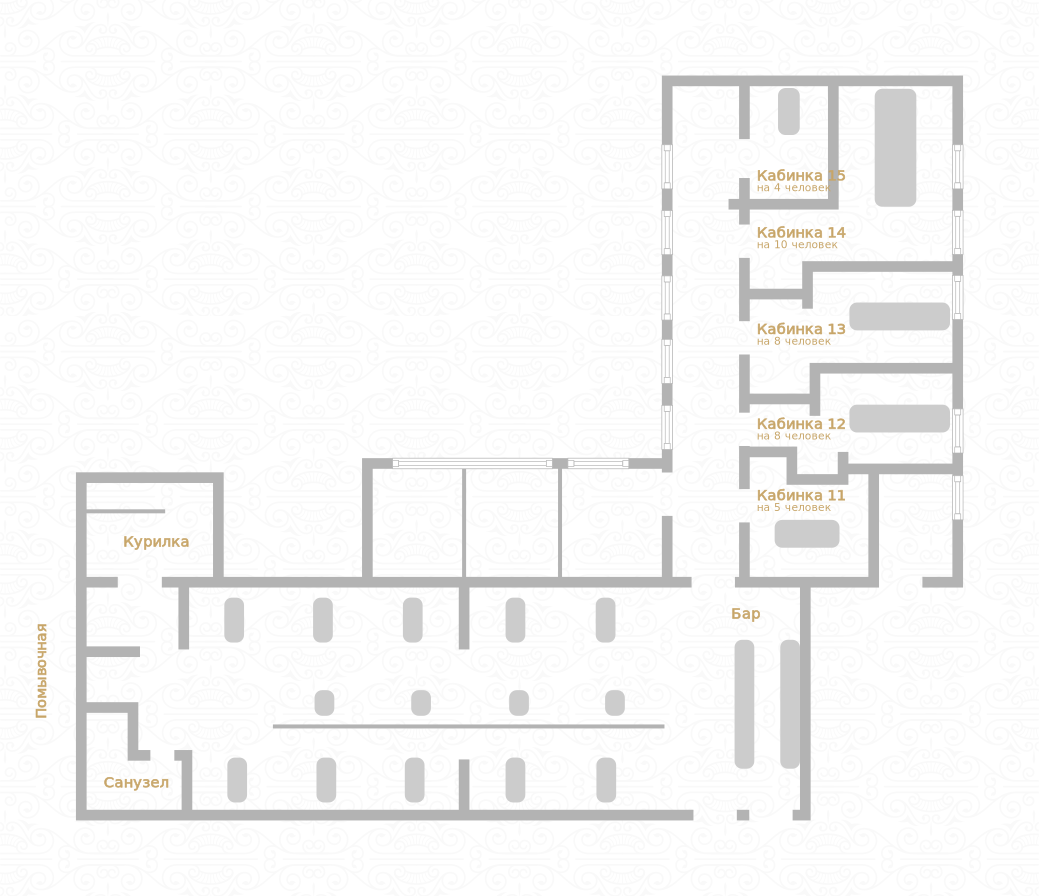 Кабинка 15
на 4 человек
Кабинка 14
на 10 человек
Кабинка 13
на 8 человек
Кабинка 12
на 8 человек
Кабинка 11
на 5 человек
Курилка
Бар
Помывочная
Санузел